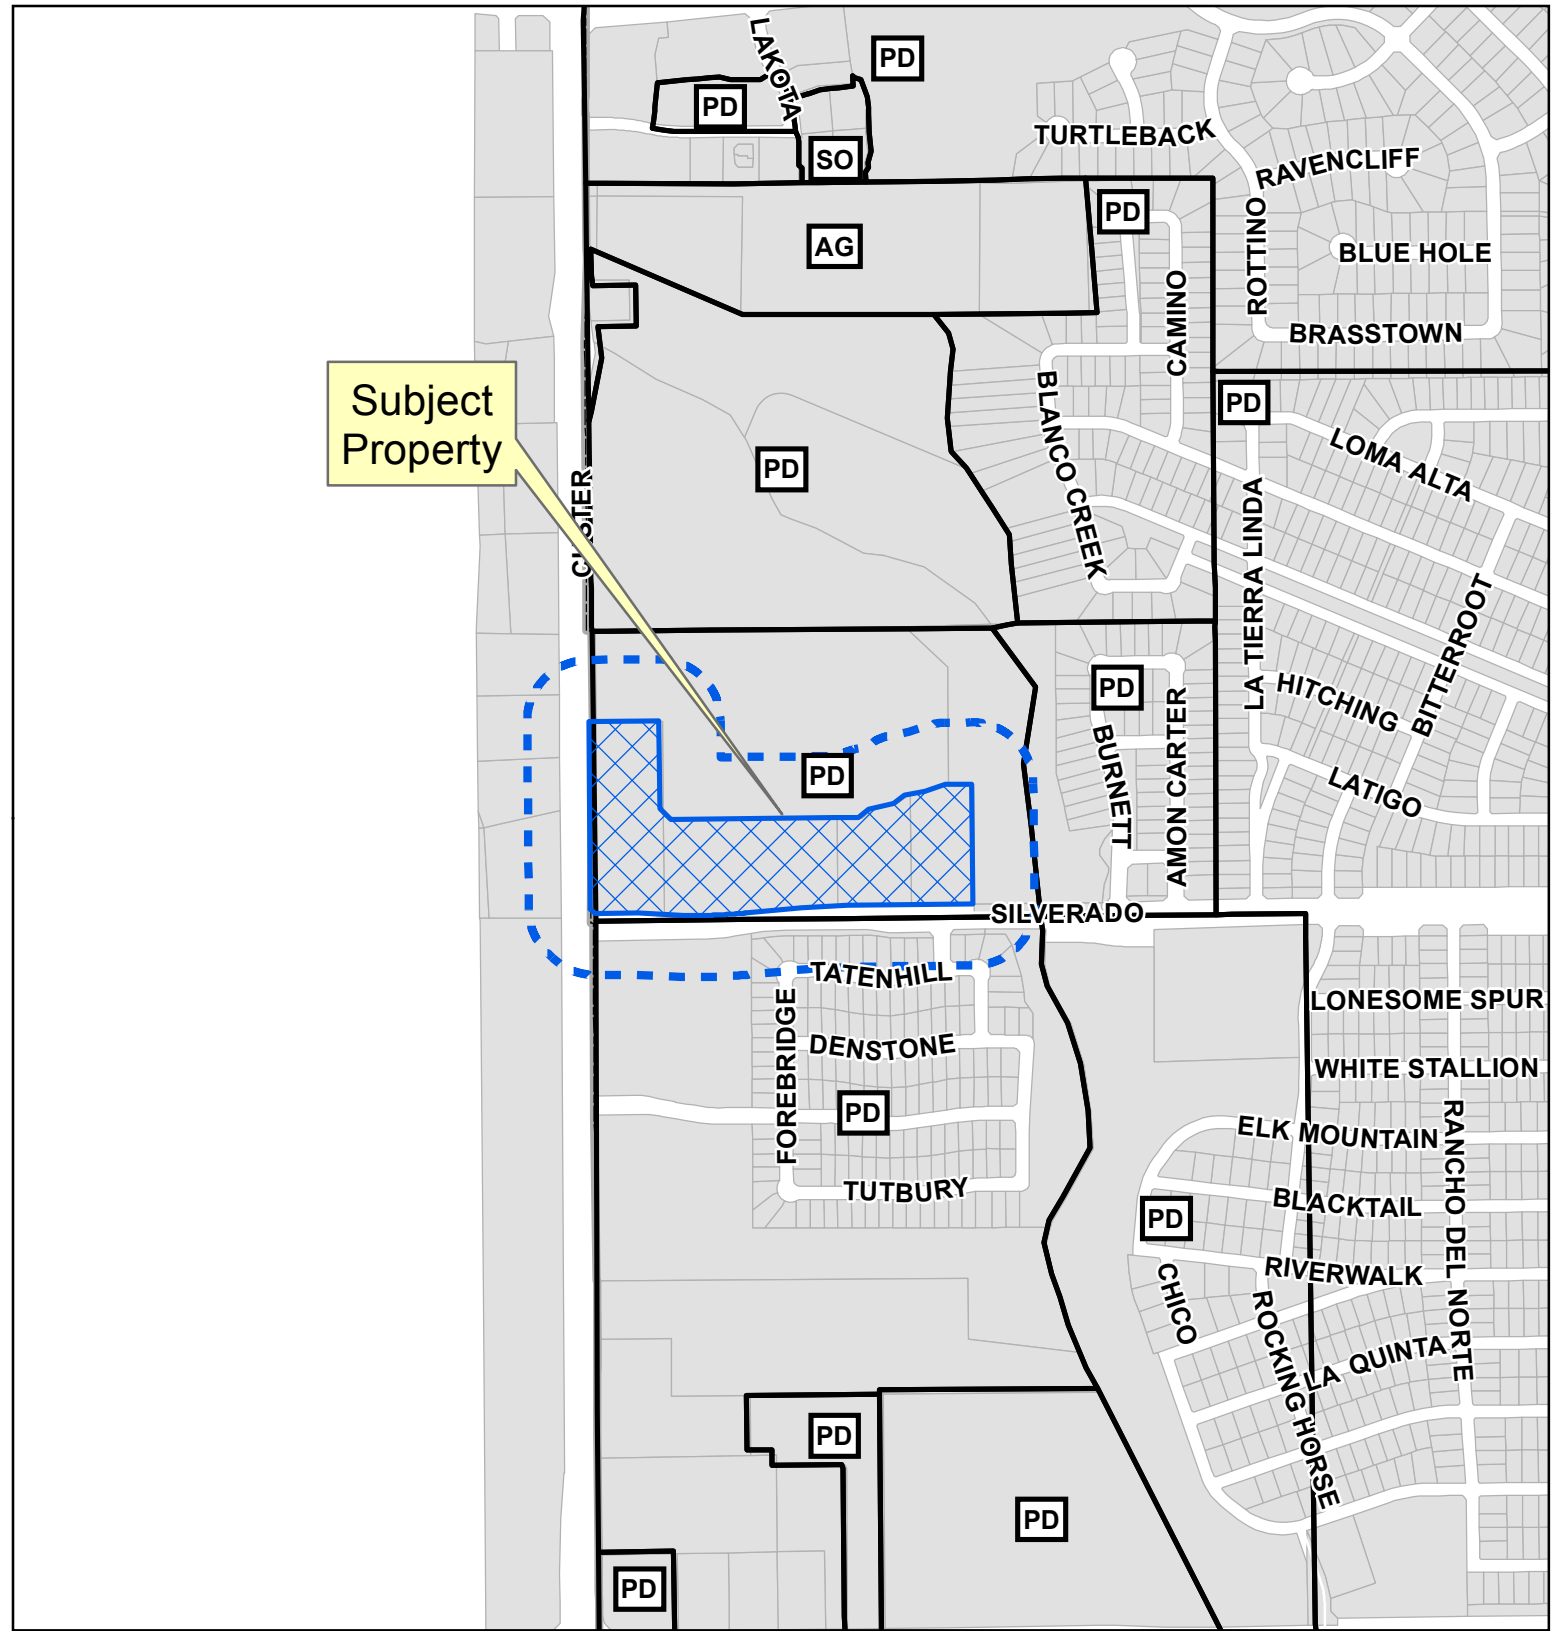 LAKOTA
PD
PD
TURTLEBACK
SO
RAVENCLIFF
PD
ROTTINO
AG
BLUE HOLE
CAMINO
BRASSTOWN
Subject
Property
PD
BLANCO CREEK
LOMA ALTA
PD
CUSTER
LA TIERRA LINDA
BITTERROOT
PD
HITCHING
AMON CARTER
BURNETT
PD
LATIGO
SILVERADO
TATENHILL
LONESOME SPUR
FOREBRIDGE
DENSTONE
WHITE STALLION
PD
RANCHO DEL NORTE
ELK MOUNTAIN
TUTBURY
BLACKTAIL
PD
RIVERWALK
CHICO
ROCKING HORSE
LA QUINTA
PD
PD
PD